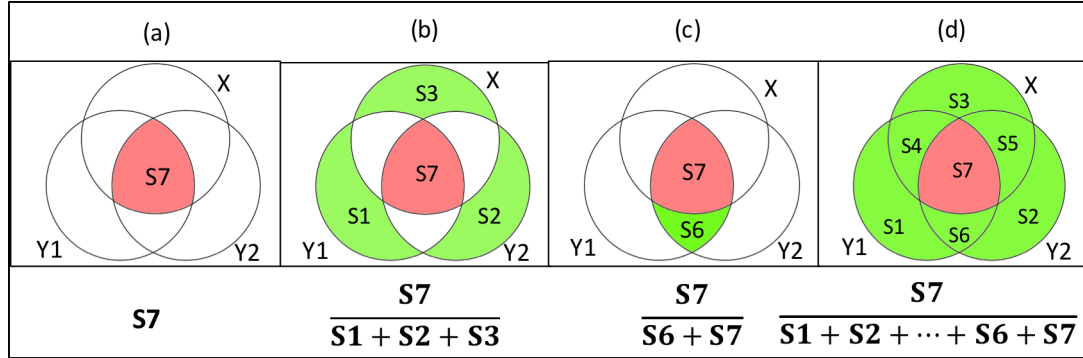 (a) (b) (c) (d)
X
S7
Y1 Y2
S3 X
S7
S1 S2
Y1 Y2
X
S7
S6
Y1 Y2
X
S3
S4 S5
S7
S1 S2
S6
Y1 Y2
S7
S7
S1 + S2 + S3
S7
S6 + S7
S7
S1 + S2 + ⋯ + S6 + S7